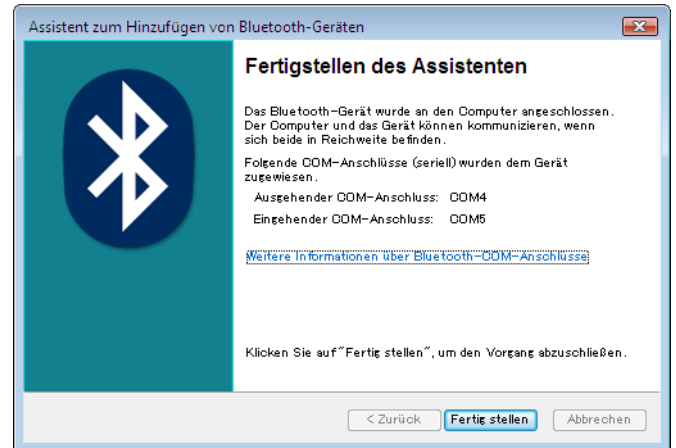 Assistent zum Hinzufügen von Bluetooth-Geräten
Fertigstellen des Assistenten
Das Bluetooth-Gerät wurde an den Computer angeschlossen.
Der Computer und das Gerät können kommunizieren, wenn
sich beide in Reichweite befinden.
Folgende COM-Anschlüsse (seriell) wurden dem Gerät
zugewiesen.
Ausgehender COM-Anschluss: COM4
Eingehender COM-Anschluss: COM5
Weitere Informationen über Bluetooth-COM-Anschlüsse
Klicken Sie auf "Fertig stellen", um den Vorgang abzuschließen.
< Zurück Fertig stellen Abbrechen